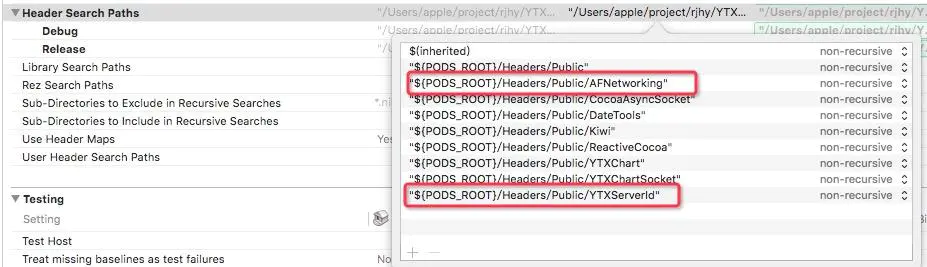 Header Search Paths "/Users/apple/project/rjhy/YTX... "/Users/apple/project/rjhy/YTX... "/Users/apple/project/rjhy/Y...
Debug "/Users/apple/project/rjhy/YTX...
Release
Library Search Paths
Rez Search Paths
Sub-Directories to Exclude in Recursive Searches
Sub-Directories to Include in Recursive Searches
Use Header Maps Yes
User Header Search Paths
$(inherited) non-recursive
"${PODS_ROOT}/Headers/Public" non-recursive
"${PODS_ROOT}/Headers/Public/AFNetworking" non-recursive
"${PODS_ROOT}/Headers/Public/CocoaAsyncSocket" non-recursive
"${PODS_ROOT}/Headers/Public/DateTools" non-recursive
"${PODS_ROOT}/Headers/Public/Kiwi" non-recursive
"${PODS_ROOT}/Headers/Public/ReactiveCocoa" non-recursive
"${PODS_ROOT}/Headers/Public/YTXChart" non-recursive
"${PODS_ROOT}/Headers/Public/YTXChartSocket" non-recursive
"${PODS_ROOT}/Headers/Public/YTXServerId" non-recursive
Testing
Setting
Test Host
Treat missing baselines as test failures No